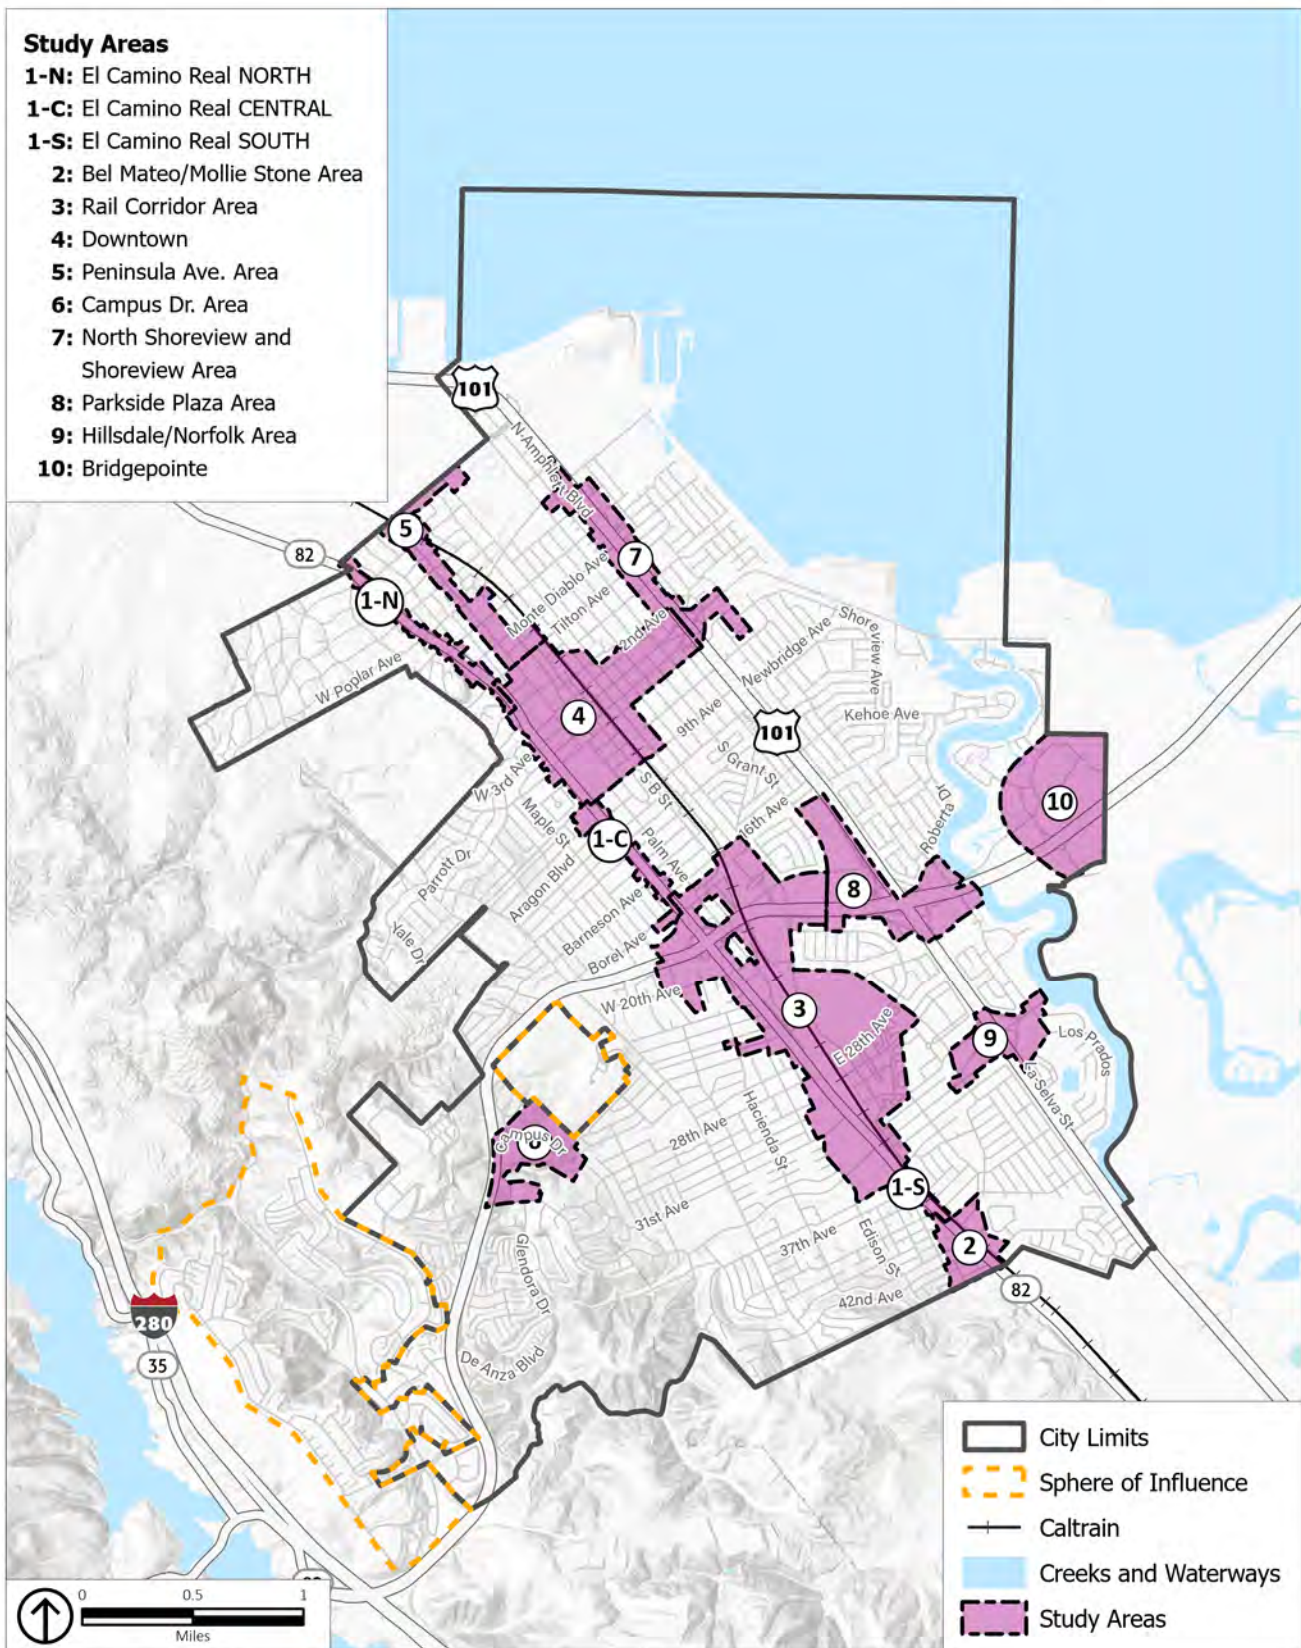 Study Areas
1-N: El Camino Real NORTH
1-C: El Camino Real CENTRAL
1-S: El Camino Real SOUTH
2: Bel Mateo/Mollie Stone Area
3: Rail Corridor Area
4: Downtown
5: Peninsula Ave. Area
6: Campus Dr. Area
7: North Shoreview and
Shoreview Area
8: Parkside Plaza Area
9: Hillsdale/Norfolk Area
10: Bridgepointe
101
N Amphlett Blvd
5
82
7
1-N
Monte Diablo Ave
Tilton Ave
2nd Ave
Shoreview Ave
Newbridge Ave
W Poplar Ave
Kehoe Ave
4
9th Ave
101
S Grant St
W 3rd Ave
S B St
10
Maple St
1-C
16th Ave
Roberta Dr
Palm Ave
Parrott Dr
Aragon Blvd
8
Barneson Ave
Yale Dr
Borel Ave
W 20th Ave
3
E 28th Ave
9
Los Prados
La Selva St
Hacienda St
28th Ave
Campus Dr
1-S
31st Ave
Edison St
37th Ave
2
Glendora Dr
42nd Ave
82
280
35
De Anza Blvd
City Limits
Sphere of Influence
Caltrain
Creeks and Waterways
Study Areas
0 0.5 1
Miles